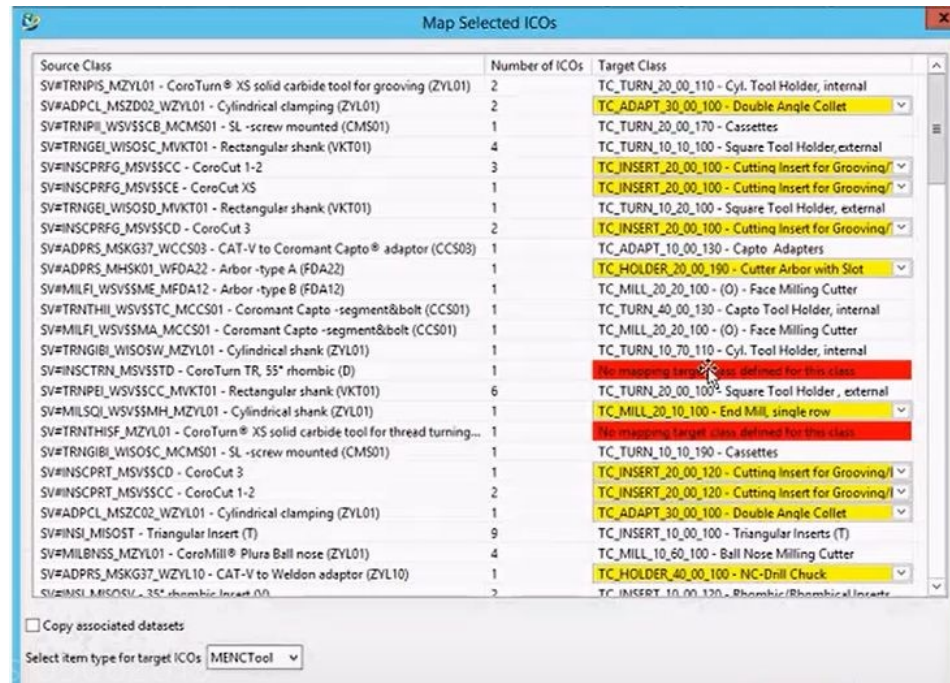 Map Selected ICOs
Source Class Number of ICOs Target Class
SV#TRNPIS_MZYL01 - CoroTurn® XS solid carbide tool for grooving (ZYL01) 2 TC_TURN_20_00_110 - Cyl. Tool Holder, internal
SV#ADPCL_MSZD02_WZYL01 - Cylindrical clamping (ZYL01) 2 TC_ADAPT_30_00_100 - Double Angle Collet
SV#TRNPII_WSV$$CB_MCMS01 - SL -screw mounted (CMS01) 1 TC_TURN_20_00_170 - Cassettes
SV#TRNGEI_WISO$C_MVKT01 - Rectangular shank (VKT01) 4 TC_TURN_10_10_100 - Square Tool Holder,external
SV#INSCPRFG_MSV$$CC - CoroCut 1-2 3 TC_INSERT_20_00_100 - Cutting Insert for Grooving/
SV#INSCPRFG_MSV$$CE - CoroCut XS 1 TC_INSERT_20_00_100 - Cutting Insert for Grooving/
SV#TRNGEI_WISO$D_MVKT01 - Rectangular shank (VKT01) 1 TC_TURN_10_20_100 - Square Tool Holder, external
SV#INSCPRFG_MSV$$CD - CoroCut 3 2 TC_INSERT_20_00_100 - Cutting Insert for Grooving/
SV#ADPRS_MSKG37_WCCS03 - CAT-V to Coromant Capto® adaptor (CCS03) 1 TC_ADAPT_10_00_130 - Capto Adapters
SV#ADPRS_MHSK01_WFDA22 - Arbor -type A (FDA22) 1 TC_HOLDER_20_00_190 - Cutter Arbor with Slot
SV#MILFI_WSV$$ME_MFDA12 - Arbor -type B (FDA12) 1 TC_MILL_20_20_100 - (O) - Face Milling Cutter
SV#TRNTHII_WSV$$TC_MCCS01 - Coromant Capto -segment&bolt (CCS01) 1 TC_TURN_40_00_130 - Capto Tool Holder, internal
SV#MILFI_WSV$$MA_MCCS01 - Coromant Capto -segment&bolt (CCS01) 1 TC_MILL_20_20_100 - (O) - Face Milling Cutter
SV#TRNGIBI_WISO$W_MZYL01 - Cylindrical shank (ZYL01) 1 TC_TURN_10_70_110 - Cyl. Tool Holder, internal
SV#INSCTRN_MSV$$TD - CoroTurn TR, 55° rhombic (D) 1 No mapping target class defined for this class
SV#TRNPEI_WSV$$CC_MVKT01 - Rectangular shank (VKT01) 6 TC_TURN_20_00_100 - Square Tool Holder , external
SV#MILSQI_WSV$$MH_MZYL01 - Cylindrical shank (ZYL01) 1 TC_MILL_20_10_100 - End Mill, single row
SV#TRNTHISF_MZYL01 - CoroTurn® XS solid carbide tool for thread turning... 1 No mapping target class defined for this class
SV#TRNGIBI_WISO$C_MCMS01 - SL -screw mounted (CMS01) 1 TC_TURN_10_10_190 - Cassettes
SV#INSCPRT_MSV$$CD - CoroCut 3 1 TC_INSERT_20_00_120 - Cutting Insert for Grooving/
SV#INSCPRT_MSV$$CC - CoroCut 1-2 2 TC_INSERT_20_00_120 - Cutting Insert for Grooving/
SV#ADPCL_MSZC02_WZYL01 - Cylindrical clamping (ZYL01) 1 TC_ADAPT_30_00_100 - Double Angle Collet
SV#INSI_MISO$T - Triangular Insert (T) 9 TC_INSERT_10_00_100 - Triangular Inserts (T)
SV#MILBNSS_MZYL01 - CoroMill® Plura Ball nose (ZYL01) 4 TC_MILL_10_60_100 - Ball Nose Milling Cutter
SV#ADPRS_MSKG37_WZYL10 - CAT-V to Weldon adaptor (ZYL10) 1 TC_HOLDER_40_00_100 - NC-Drill Chuck
SV#INSI_MISO$V - 35° rhombic Insert (V) 2 TC_INSERT_10_00_120 - Rhombic/Rhombical Inserts
Copy associated datasets
Select item type for target ICOs MENCTool